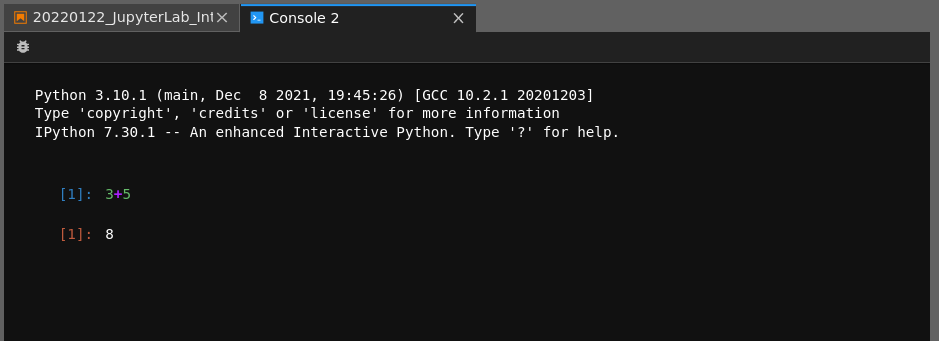 20220122_JupyterLab_Int
Console 2
Python 3.10.1 (main, Dec  8 2021, 19:45:26) [GCC 10.2.1 20201203]
Type 'copyright', 'credits' or 'license' for more information
IPython 7.30.1 -- An enhanced Interactive Python. Type '?' for help.
[1]: 3+5
[1]: 8